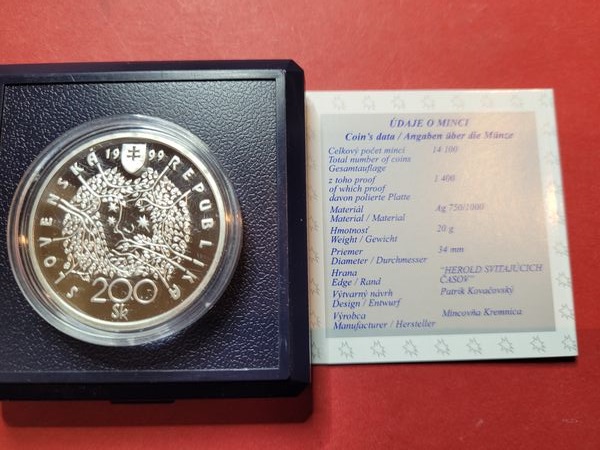 SLOVENSKÁ 1999 REPUBLIKA
200
Sk
ÚDAJE O MINCI
Coin's data / Angaben über die Münze
Celkový počet mincí 14 100
Total number of coins
Gesamtauflage
z toho proof 1 400
of which proof
davon polierte Platte
Materiál Ag 750/1000
Material / Material
Hmotnosť 20 g
Weight / Gewicht
Priemer 34 mm
Diameter / Durchmesser
Hrana "HEROLD SVITAJÚCICH
Edge / Rand ČASOV"
Výtvarný návrh Patrik Kovačovský
Design / Entwurf
Výrobca Mincovňa Kremnica
Manufacturer / Hersteller